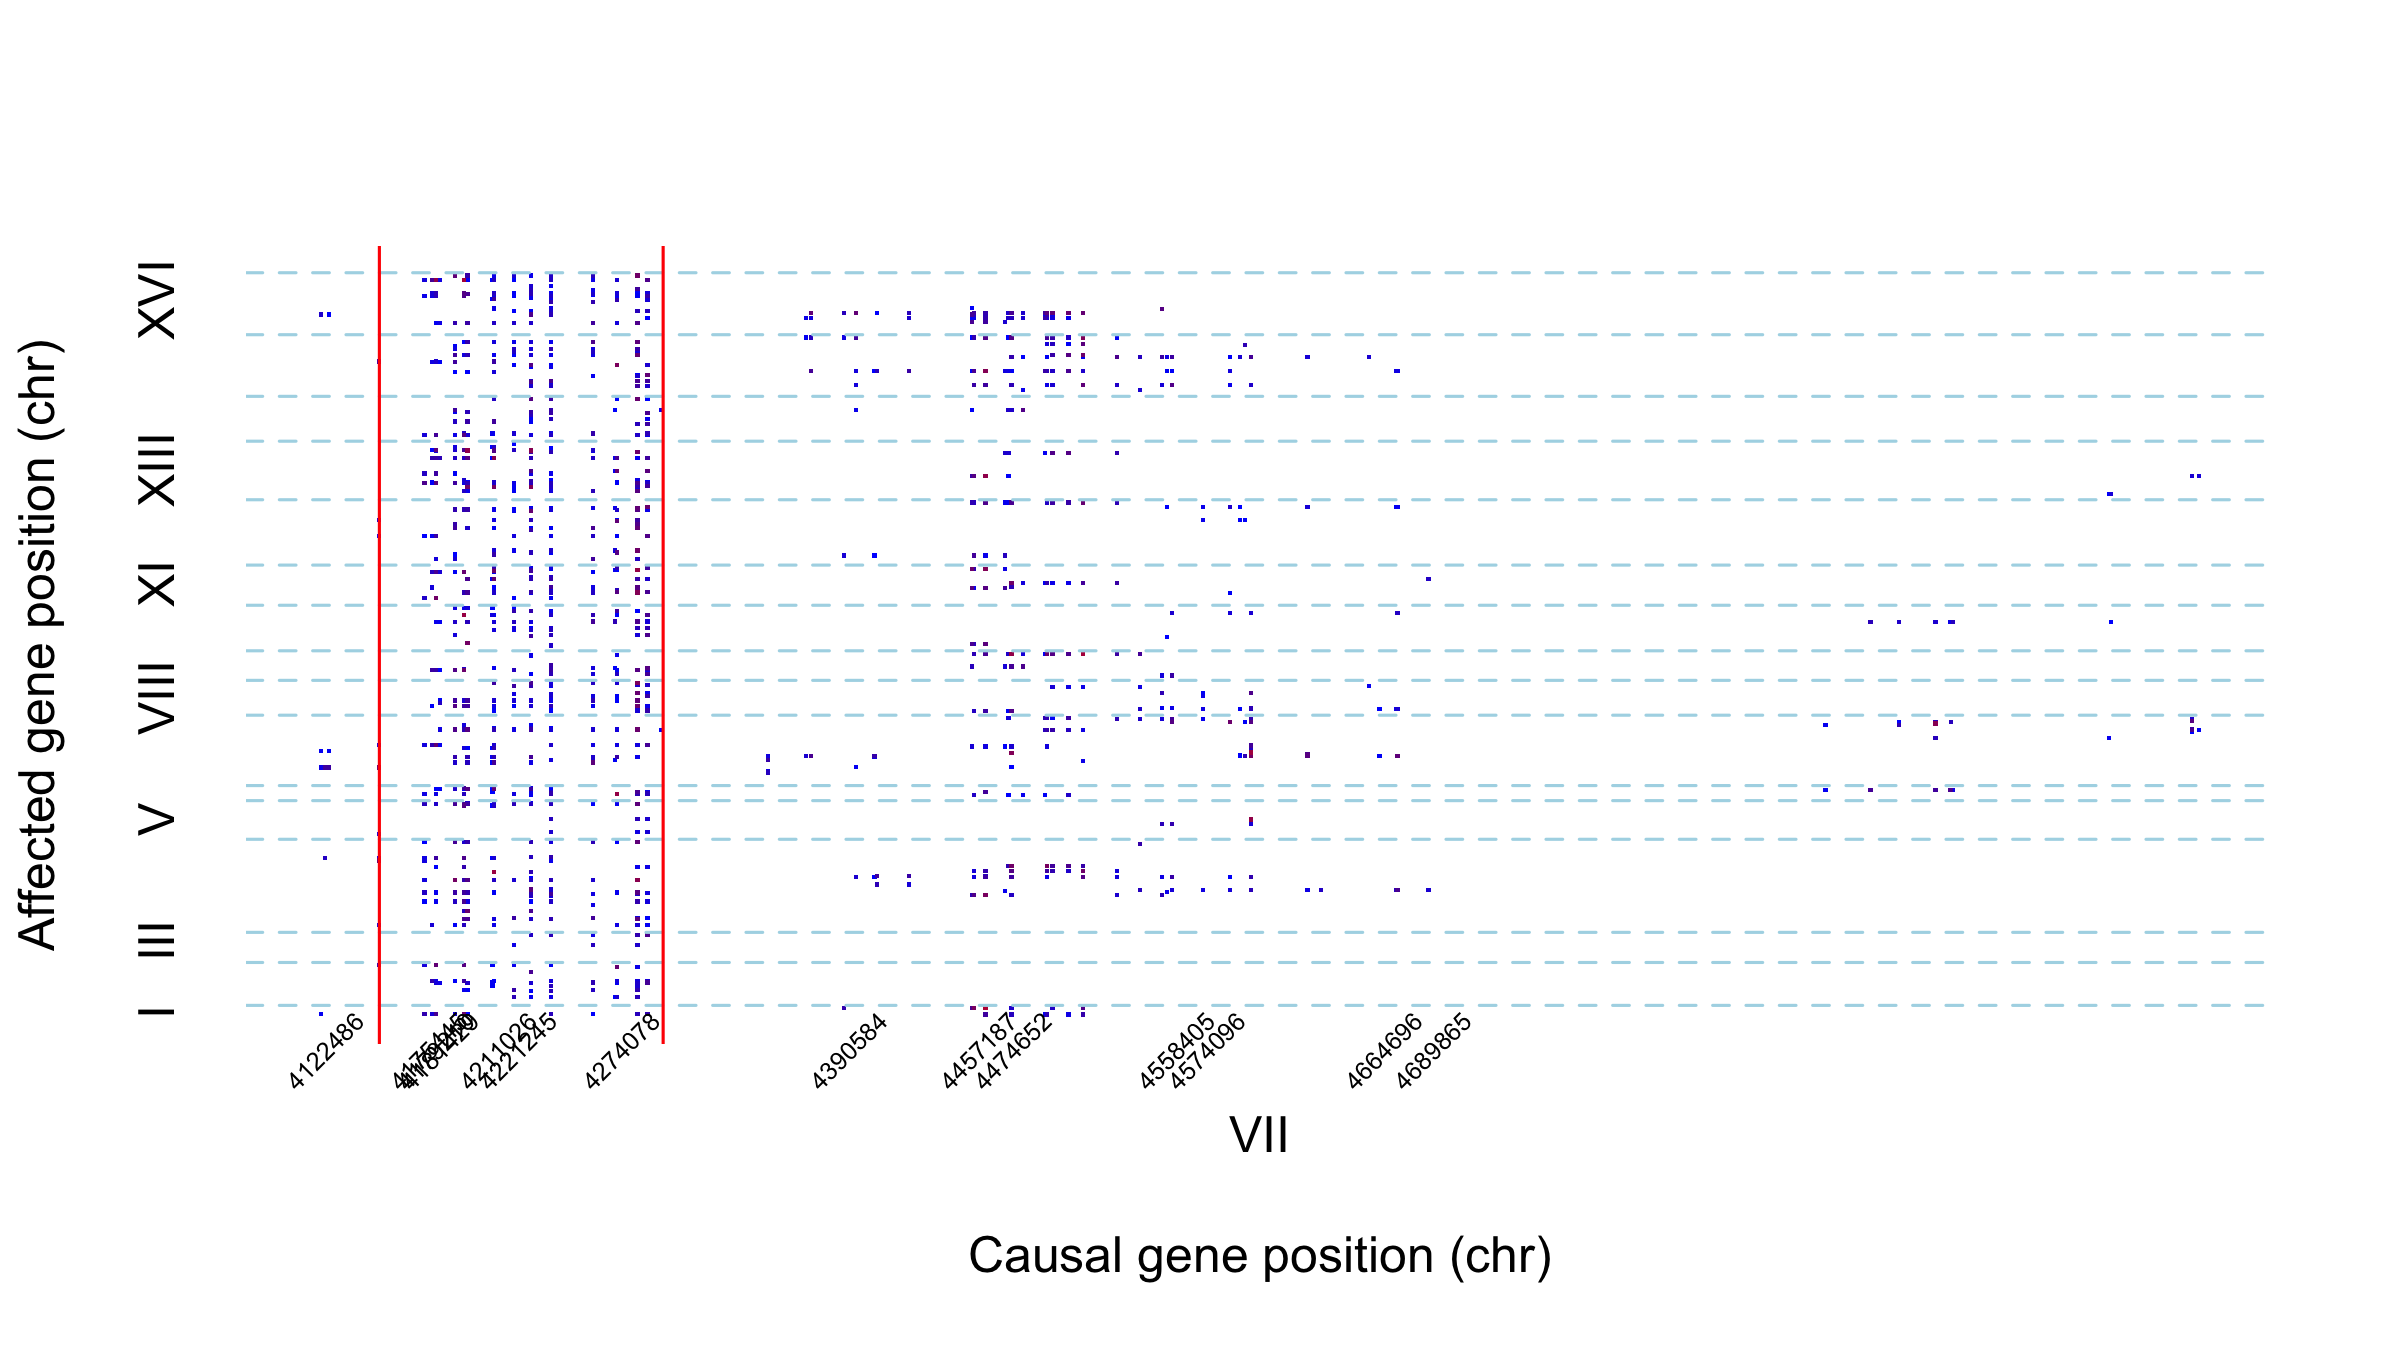 Affected gene position (chr)
XVI
XIII
XI
VIII
V
III
I
4122486
4211026
4221245
4274078
4390584
4457187
4474652
4558405
4574096
4664696
4689865
VII
Causal gene position (chr)